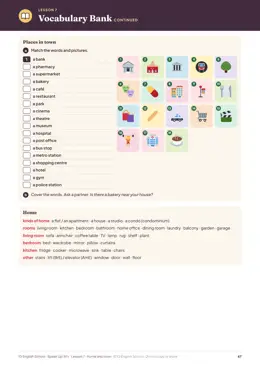 LESSON 7
Vocabulary Bank CONTINUED
Places in town
a Match the words and pictures.
1 a bank
a pharmacy
a supermarket
a bakery
a café
a restaurant
a park
a cinema
a theatre
a museum
a hospital
a post office
a bus stop
a metro station
a shopping centre
a hotel
a gym
a police station
b Cover the words. Ask a partner: Is there a bakery near your house?
Home
kinds of home a flat / an apartment · a house · a studio · a condo (condominium)
rooms living room · kitchen · bedroom · bathroom · home office · dining room · laundry · balcony · garden · garage
living room sofa · armchair · coffee table · TV · lamp · rug · shelf · plant
bedroom bed · wardrobe · mirror · pillow · curtains
kitchen fridge · cooker · microwave · sink · table · chairs
other stairs · lift (BrE) / elevator (AmE) · window · door · wall · floor